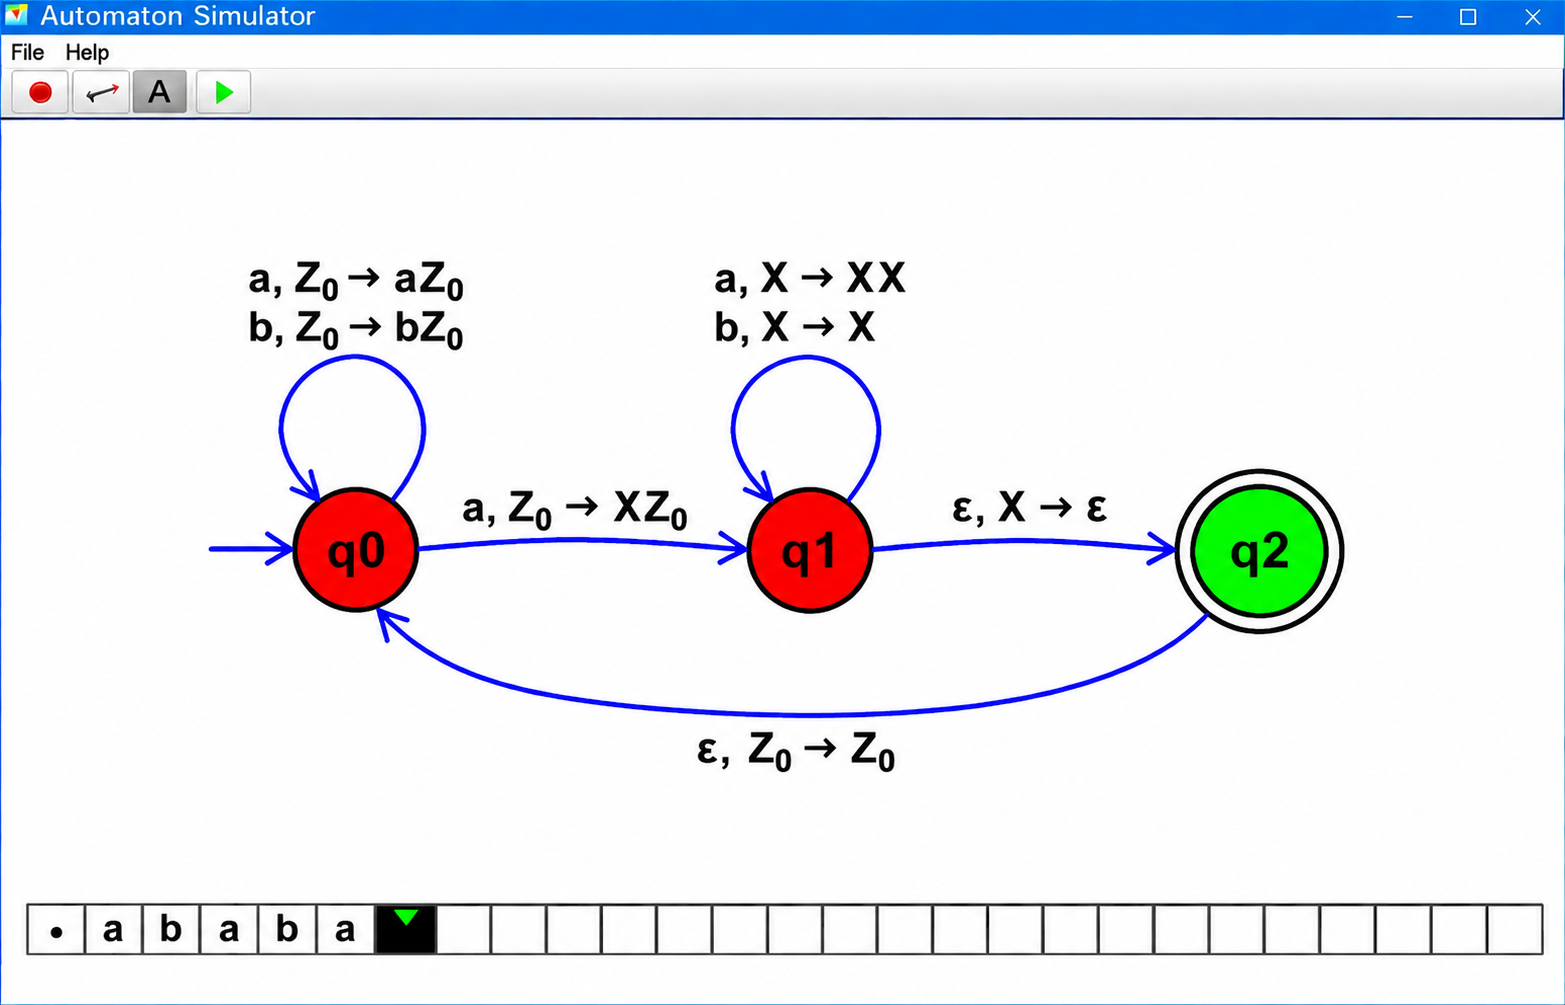 Automaton Simulator
File Help
A
a, Z₀ → aZ₀
b, Z₀ → bZ₀
a, X → XX
b, X → X
a, Z₀ → XZ₀
ε, X → ε
q0
q1
q2
ε, Z₀ → Z₀
• a b a b a